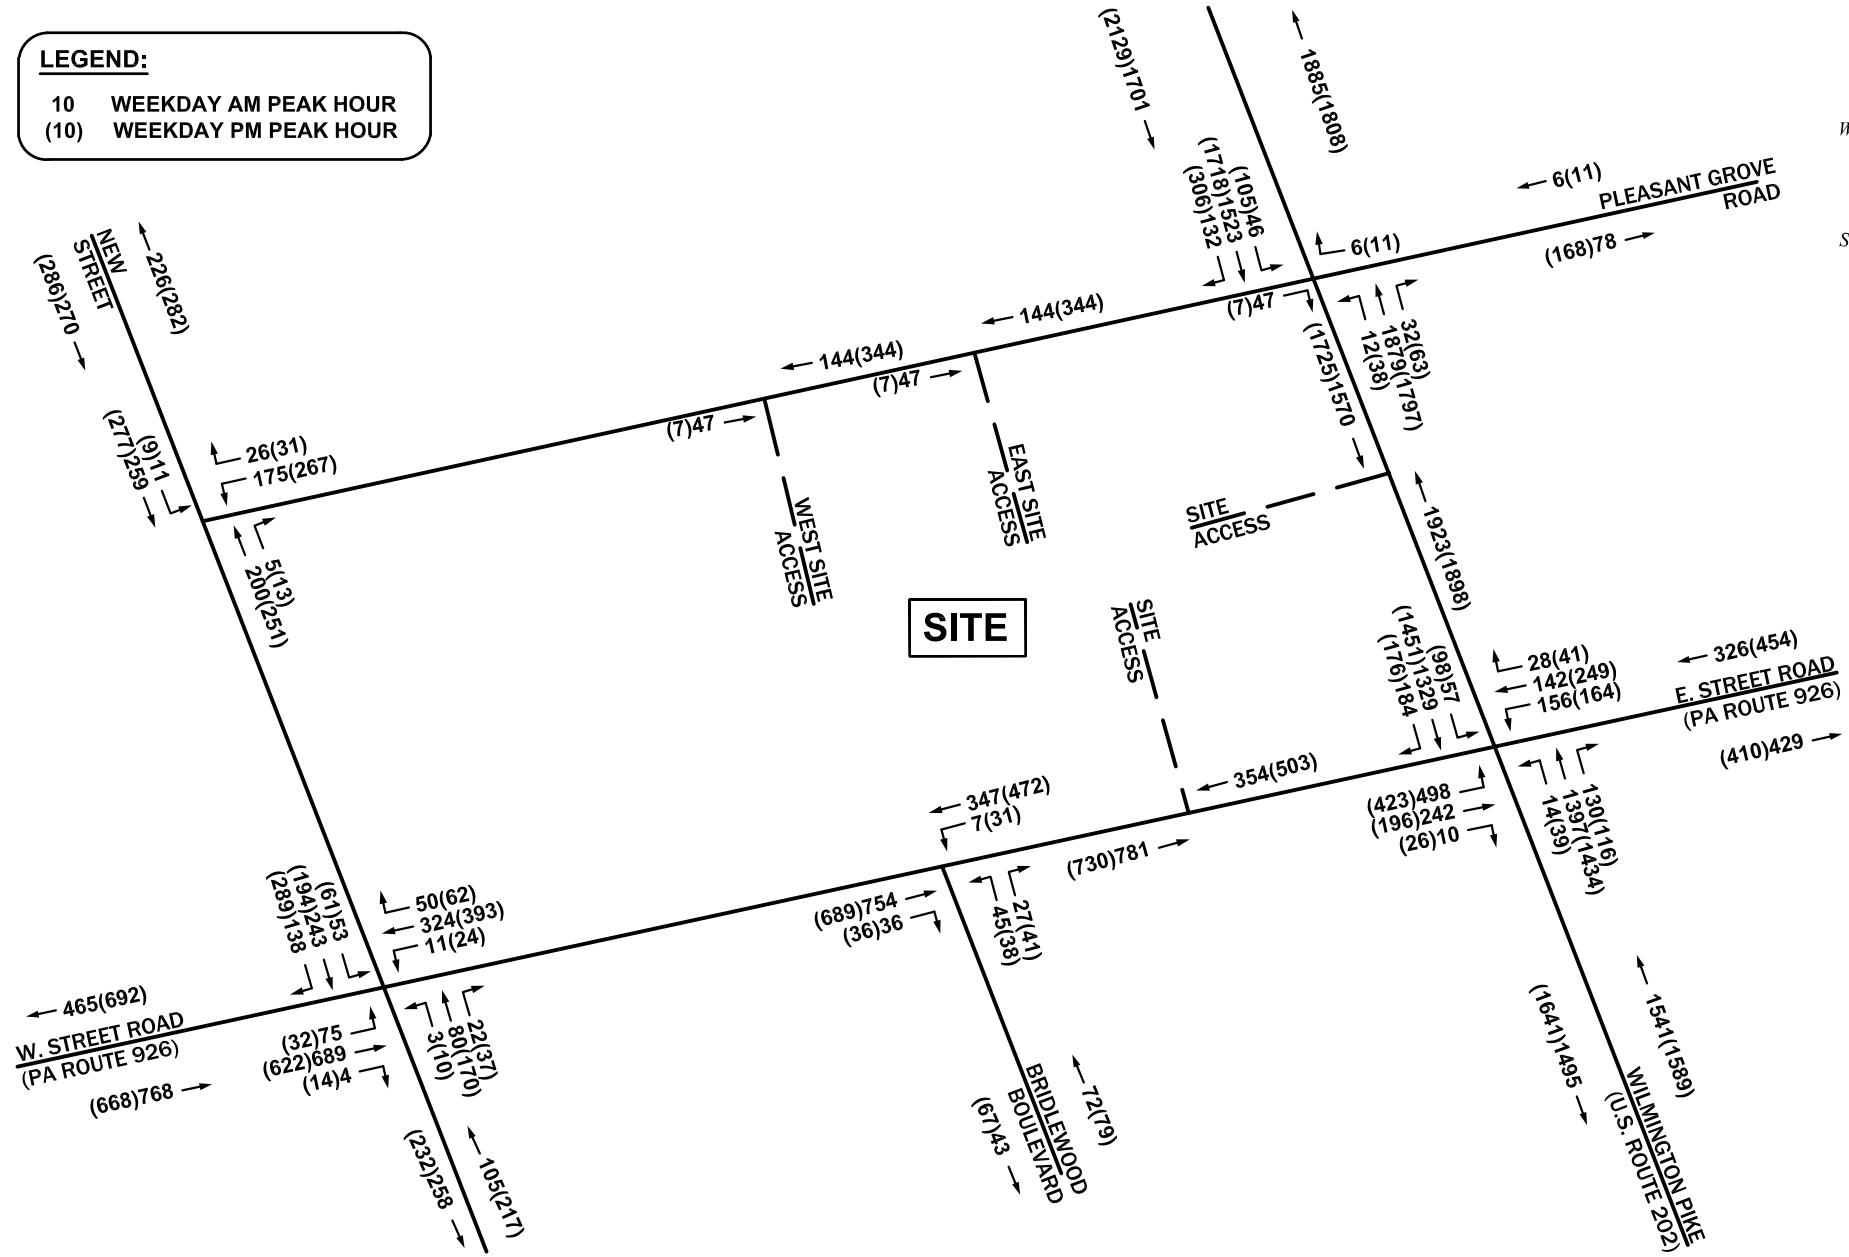 LEGEND:
10 WEEKDAY AM PEAK HOUR
(10) WEEKDAY PM PEAK HOUR
(2129)1701
1885(1808)
(105)46
(1718)1523
(306)132
6(11)
PLEASANT GROVE
ROAD
6(11)
(168)78
W
S
NEW
STREET
226(282)
(286)270
144(344)
(7)47
32(63)
1879(1797)
12(38)
(1725)1570
144(344)
(7)47
(7)47
(9)11
(277)259
26(31)
175(267)
5(13)
200(251)
WEST SITE
ACCESS
EAST SITE
ACCESS
SITE
ACCESS
1923(1898)
SITE
SITE
ACCESS
(98)57
(1451)1329
(176)184
28(41)
142(249)
156(164)
326(454)
E. STREET ROAD
(PA ROUTE 926)
(410)429
354(503)
(423)498
(196)242
(26)10
130(116)
1397(1434)
14(39)
347(472)
7(31)
(730)781
(689)754
(36)36
27(41)
45(38)
(61)53
(194)243
(289)138
50(62)
324(393)
11(24)
465(692)
W. STREET ROAD
(PA ROUTE 926)
(668)768
(32)75
(622)689
(14)4
22(37)
80(170)
3(10)
(232)258
105(217)
BRIDLEWOOD
BOULEVARD
72(79)
(67)43
(1641)1495
1541(1589)
WILMINGTON PIKE
(U.S. ROUTE 202)